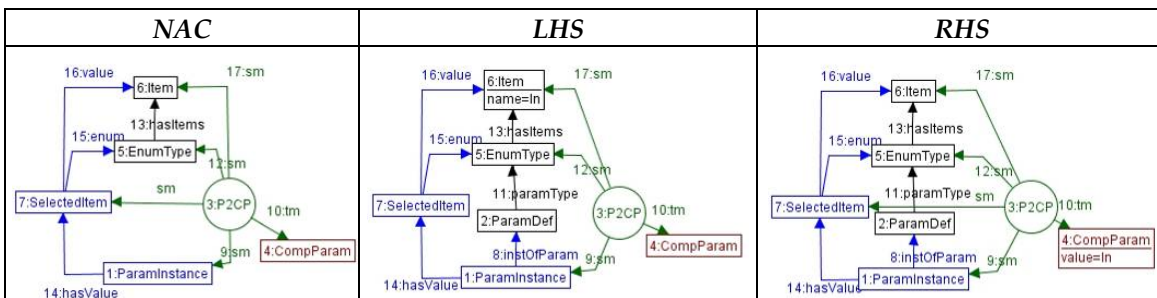 NAC
LHS
RHS
16:value
17:sm
6:Item
13:hasItems
15:enum
5:EnumType
12:sm
sm
7:SelectedItem
3:P2CP
10:tm
4:CompParam
9:sm
1:ParamInstance
14:hasValue
16:value
17:sm
6:Item
name=In
13:hasItems
15:enum
5:EnumType
12:sm
11:paramType
7:SelectedItem
3:P2CP
10:tm
2:ParamDef
4:CompParam
9:sm
8:instOfParam
1:ParamInstance
14:hasValue
16:value
17:sm
6:Item
13:hasItems
15:enum
5:EnumType
12:sm
11:paramType
sm
7:SelectedItem
3:P2CP
10:tm
2:ParamDef
4:CompParam
value=In
9:sm
8:instOfParam
1:ParamInstance
14:hasValue